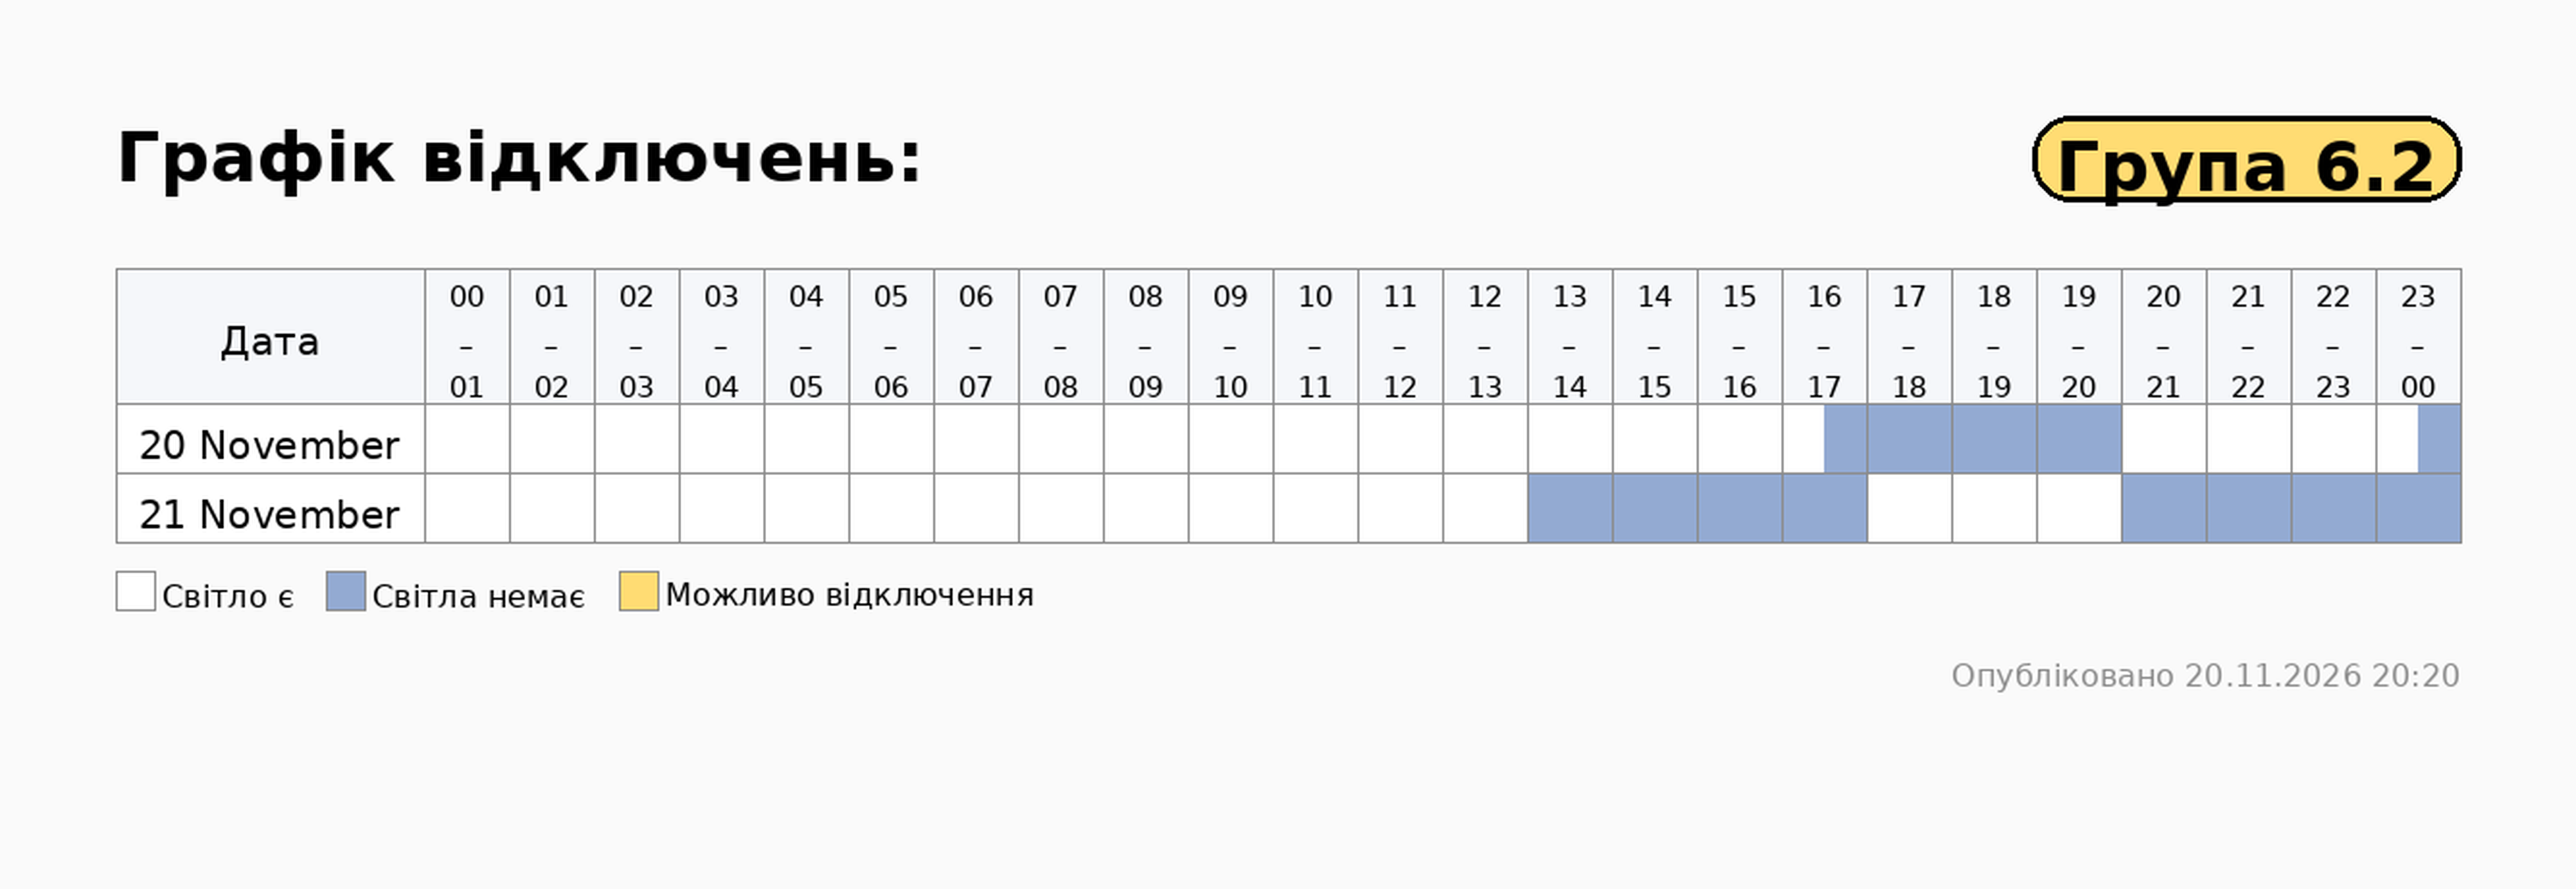 Графік відключень:
Група 6.2
Дата
00 – 01
01 – 02
02 – 03
03 – 04
04 – 05
05 – 06
06 – 07
07 – 08
08 – 09
09 – 10
10 – 11
11 – 12
12 – 13
13 – 14
14 – 15
15 – 16
16 – 17
17 – 18
18 – 19
19 – 20
20 – 21
21 – 22
22 – 23
23 – 00
20 November
21 November
Світло є
Світла немає
Можливо відключення
Опубліковано 20.11.2026 20:20